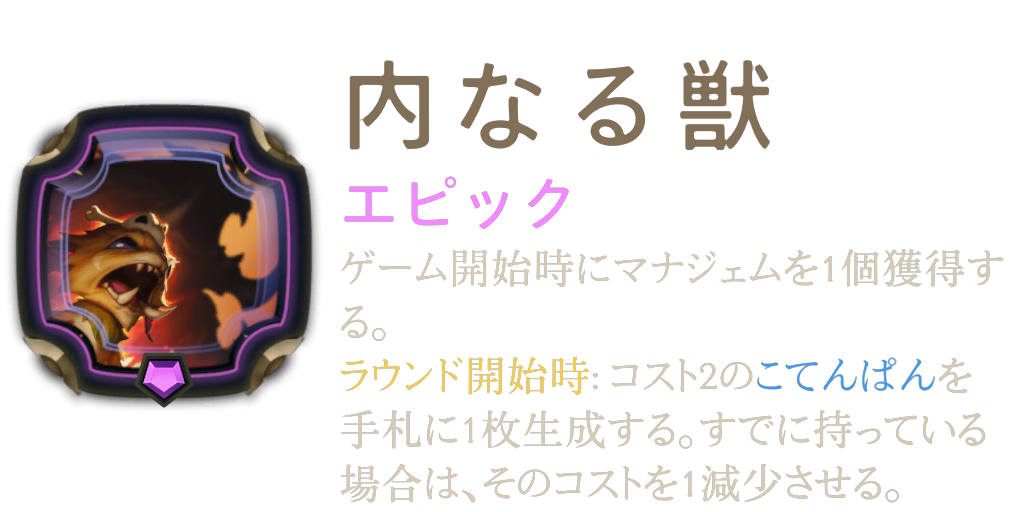 内なる獣
エピック
ゲーム開始時にマナジェムを1個獲得す
る。
ラウンド開始時: コスト2のこてんぱんを
手札に1枚生成する。すでに持っている
場合は、そのコストを1減少させる。